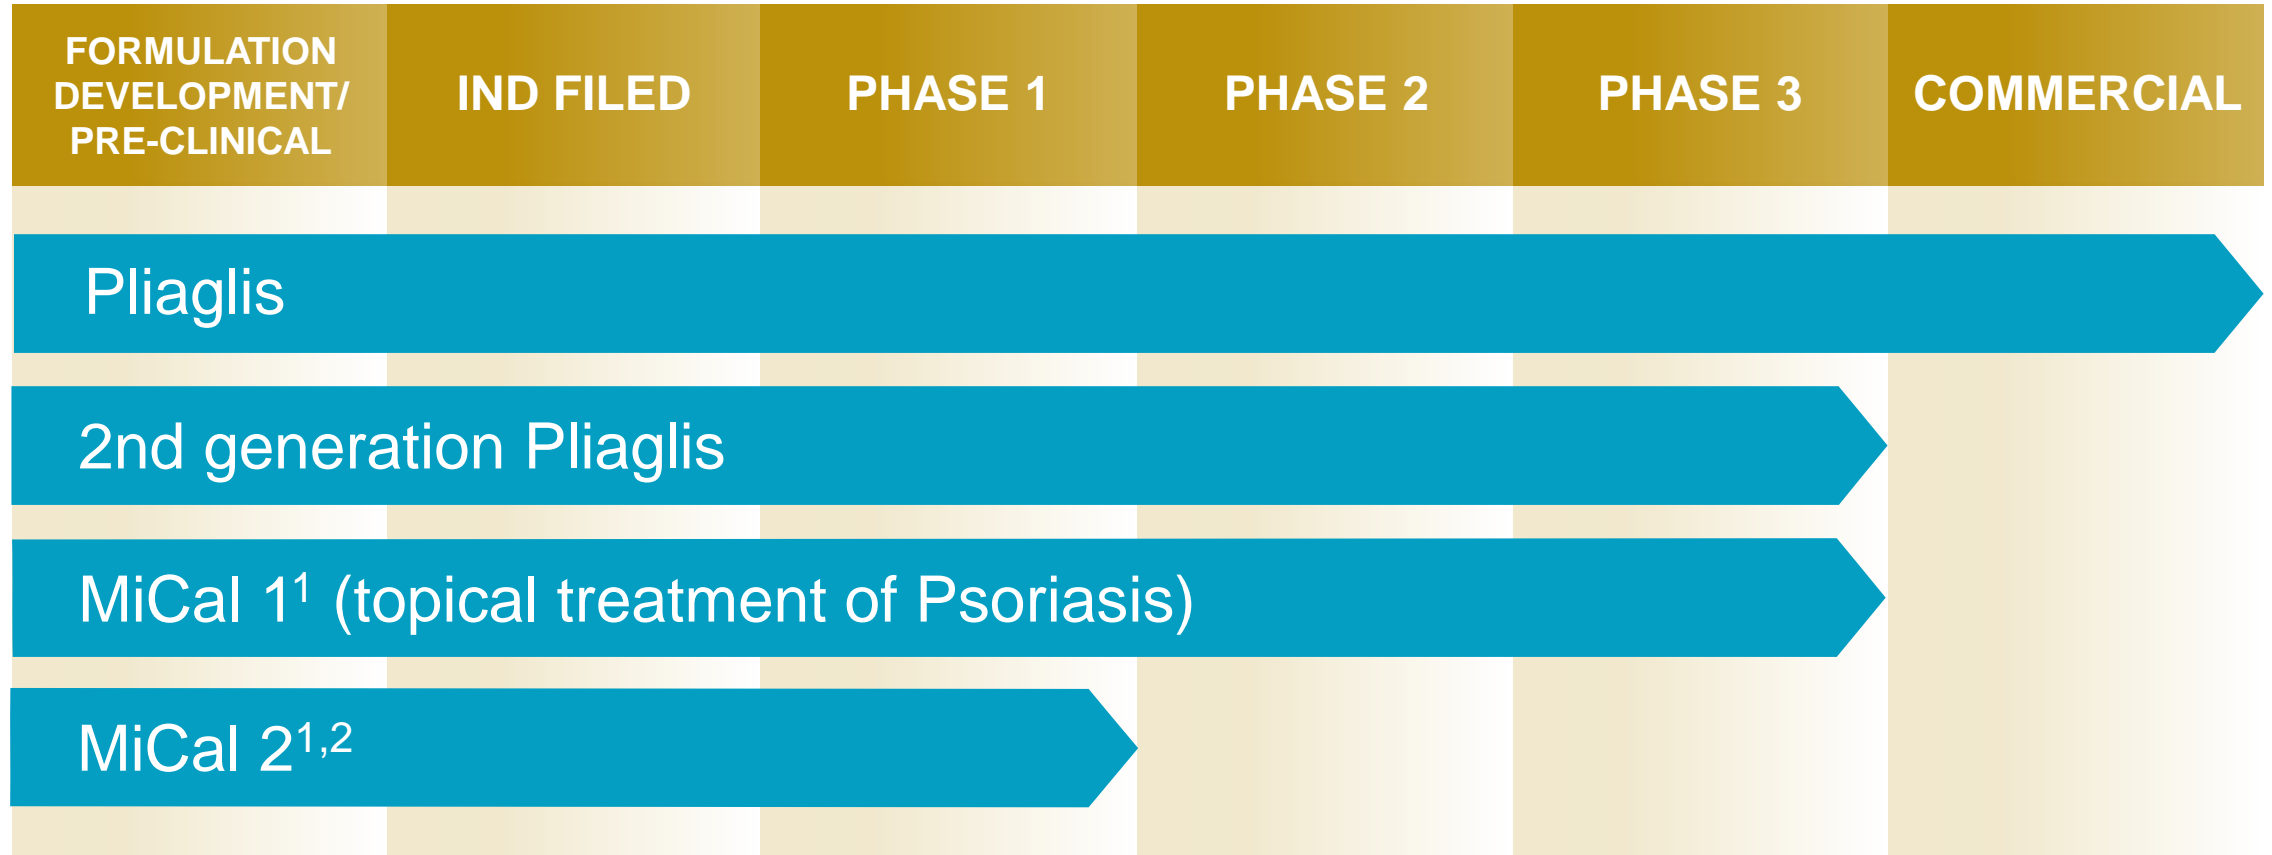 FORMULATION
DEVELOPMENT/
PRE-CLINICAL
IND FILED
PHASE 1
PHASE 2
PHASE 3
COMMERCIAL
Pliaglis
2nd generation Pliaglis
MiCal 1¹ (topical treatment of Psoriasis)
MiCal 2¹,²